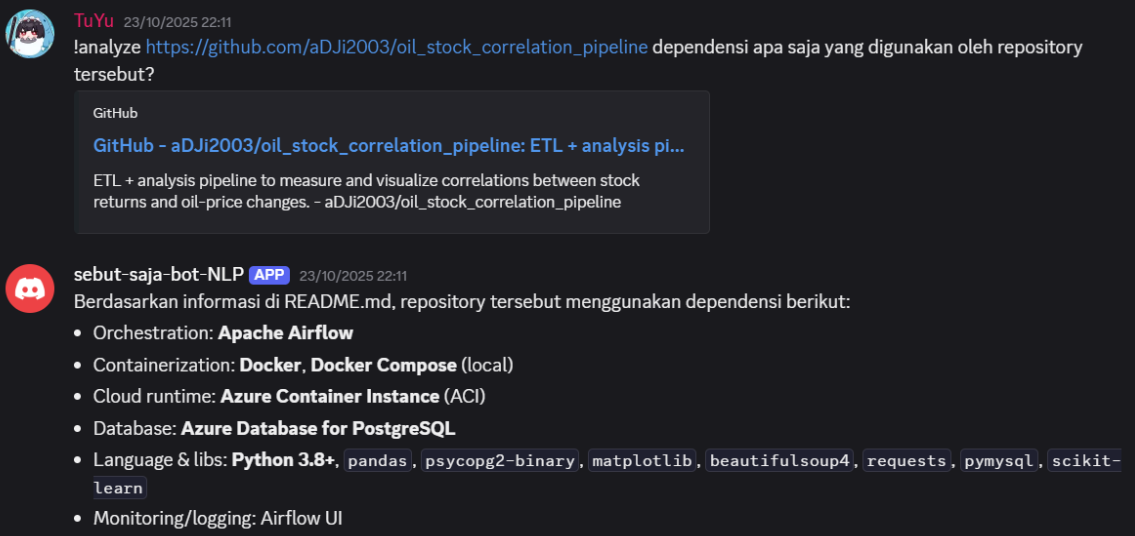 TuYu 23/10/2025 22:11
!analyze https://github.com/aDJi2003/oil_stock_correlation_pipeline dependensi apa saja yang digunakan oleh repository
tersebut?
GitHub
GitHub - aDJi2003/oil_stock_correlation_pipeline: ETL + analysis pi...
ETL + analysis pipeline to measure and visualize correlations between stock
returns and oil-price changes. - aDJi2003/oil_stock_correlation_pipeline
sebut-saja-bot-NLP APP 23/10/2025 22:11
Berdasarkan informasi di README.md, repository tersebut menggunakan dependensi berikut:
• Orchestration: Apache Airflow
• Containerization: Docker, Docker Compose (local)
• Cloud runtime: Azure Container Instance (ACI)
• Database: Azure Database for PostgreSQL
• Language & libs: Python 3.8+, pandas, psycopg2-binary, matplotlib, beautifulsoup4, requests, pymysql, scikit-
learn
• Monitoring/logging: Airflow UI